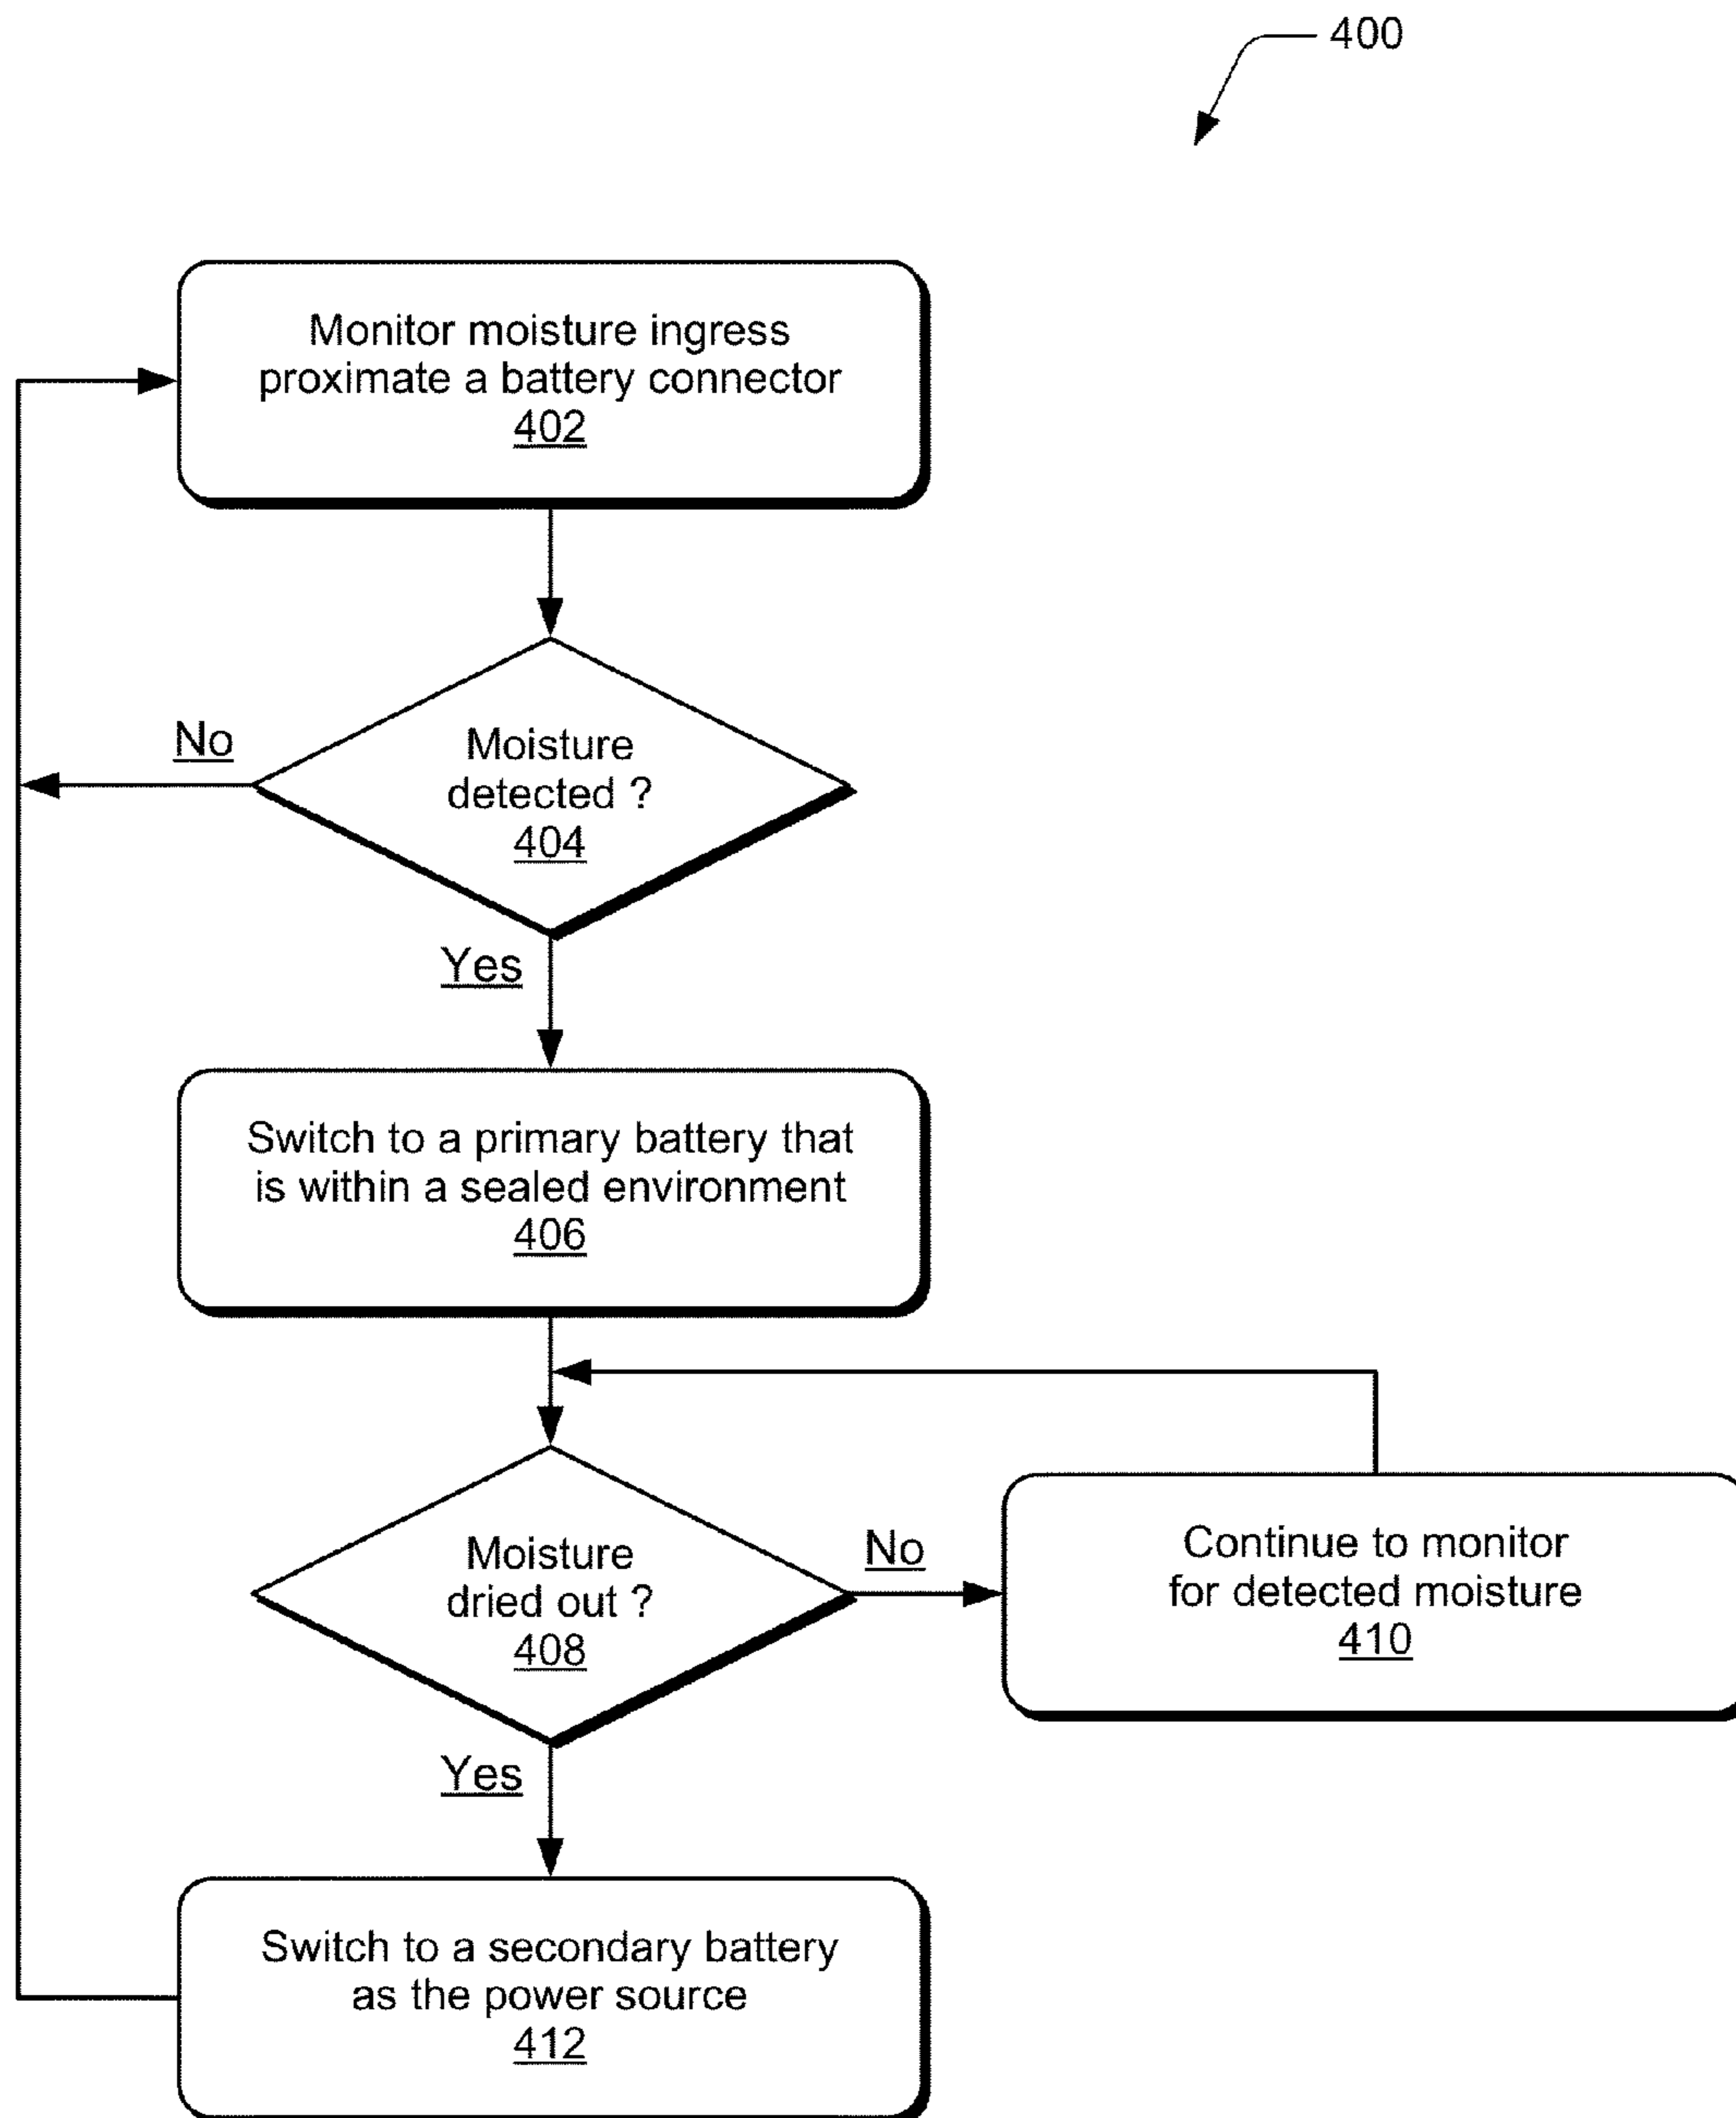 400
Monitor moisture ingress
proximate a battery connector
402
No
Moisture
detected ?
404
Yes
Switch to a primary battery that
is within a sealed environment
406
Moisture
dried out ?
408
No
Continue to monitor
for detected moisture
410
Yes
Switch to a secondary battery
as the power source
412